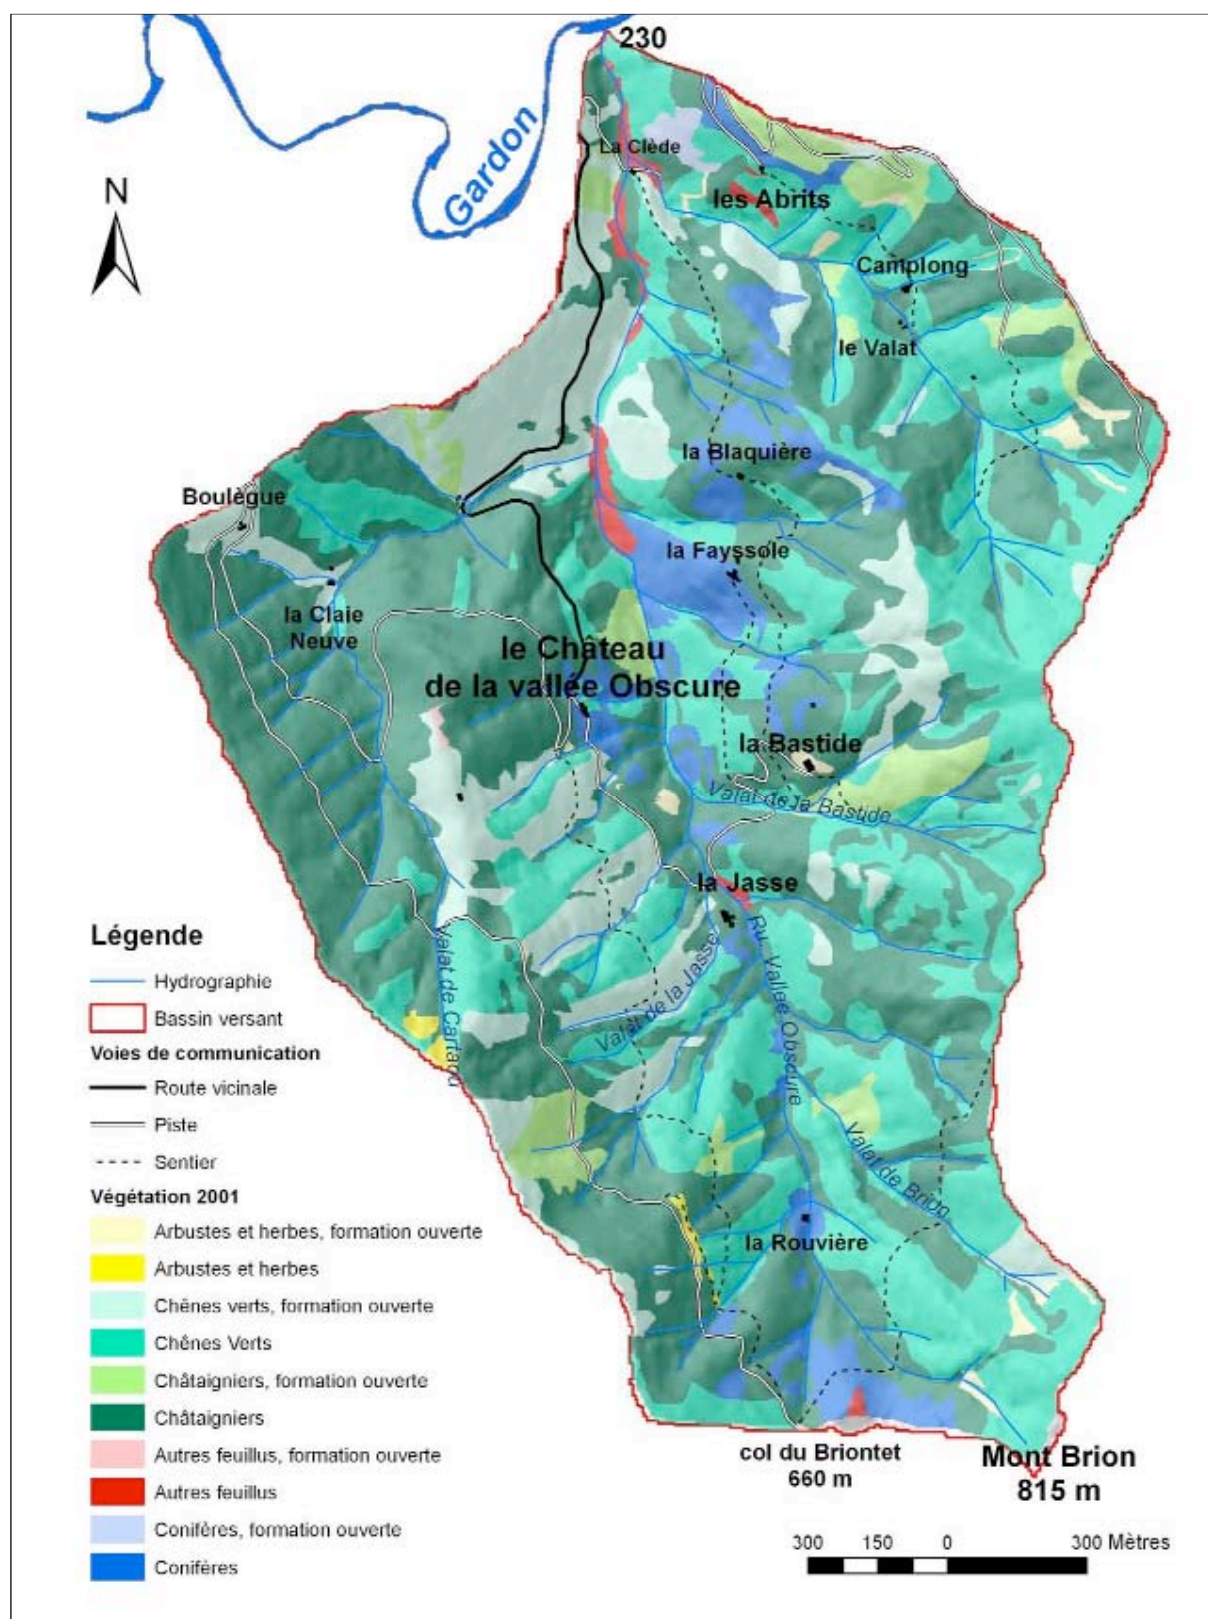 230
Gardon
La Clède
N
les Abrits
Camplong
le Valat
la Blaquière
Boulègue
la Fayssole
la Claie
Neuve
le Château
de la vallée Obscure
la Bastide
Valat de la Bastide
la Jasse
Valat de Cartaou
Valat de la Jasse
Ru. Vallée Obscure
Valat de Brion
la Rouvière
col du Briontet
660 m
Mont Brion
815 m
Légende
Hydrographie
Bassin versant
Voies de communication
Route vicinale
Piste
Sentier
Végétation 2001
Arbustes et herbes, formation ouverte
Arbustes et herbes
Chênes verts, formation ouverte
Chênes Verts
Châtaigniers, formation ouverte
Châtaigniers
Autres feuillus, formation ouverte
Autres feuillus
Conifères, formation ouverte
Conifères
300 150 0 300 Mètres